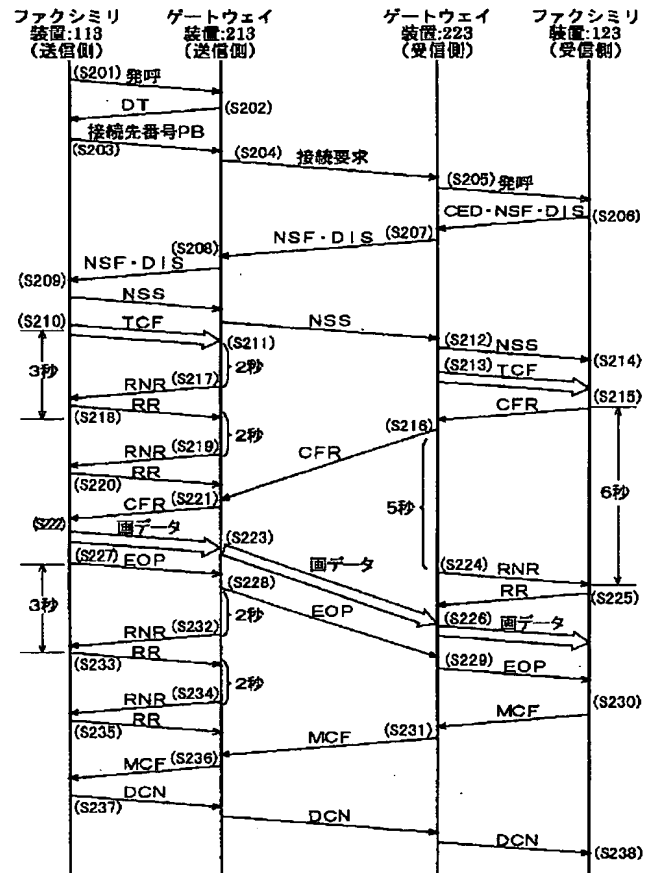 ファクシミリ
装置:113
(送信側)
ゲートウェイ
装置:213
(送信側)
ゲートウェイ
装置:223
(受信側)
ファクシミリ
装置:123
(受信側)
(S201) 発呼
DT
(S202)
接続先番号PB
(S203)
(S204) 接続要求
(S205) 発呼
CED・NSF・DIS
(S206)
NSF・DIS
(S207)
(S208)
NSF・DIS
(S209)
NSS
(S210)
TCF
NSS
(S211)
(S212) NSS
(S213) TCF
(S214)
3秒
2秒
RNR (S217)
(S215)
CFR
RR
(S218)
(S216)
2秒
RNR (S219)
CFR
RR
(S220)
6秒
5秒
CFR (S221)
(S222)
画データ
(S223)
画データ
(S227) EOP
(S224) RNR
(S228)
RR
(S225)
3秒
EOP
(S226) 画データ
2秒
RNR (S232)
RR
(S233)
(S229) EOP
2秒
RNR (S234)
(S230)
MCF
RR
(S235)
MCF
(S231)
(S236)
MCF
DCN
(S237)
DCN
DCN
(S238)